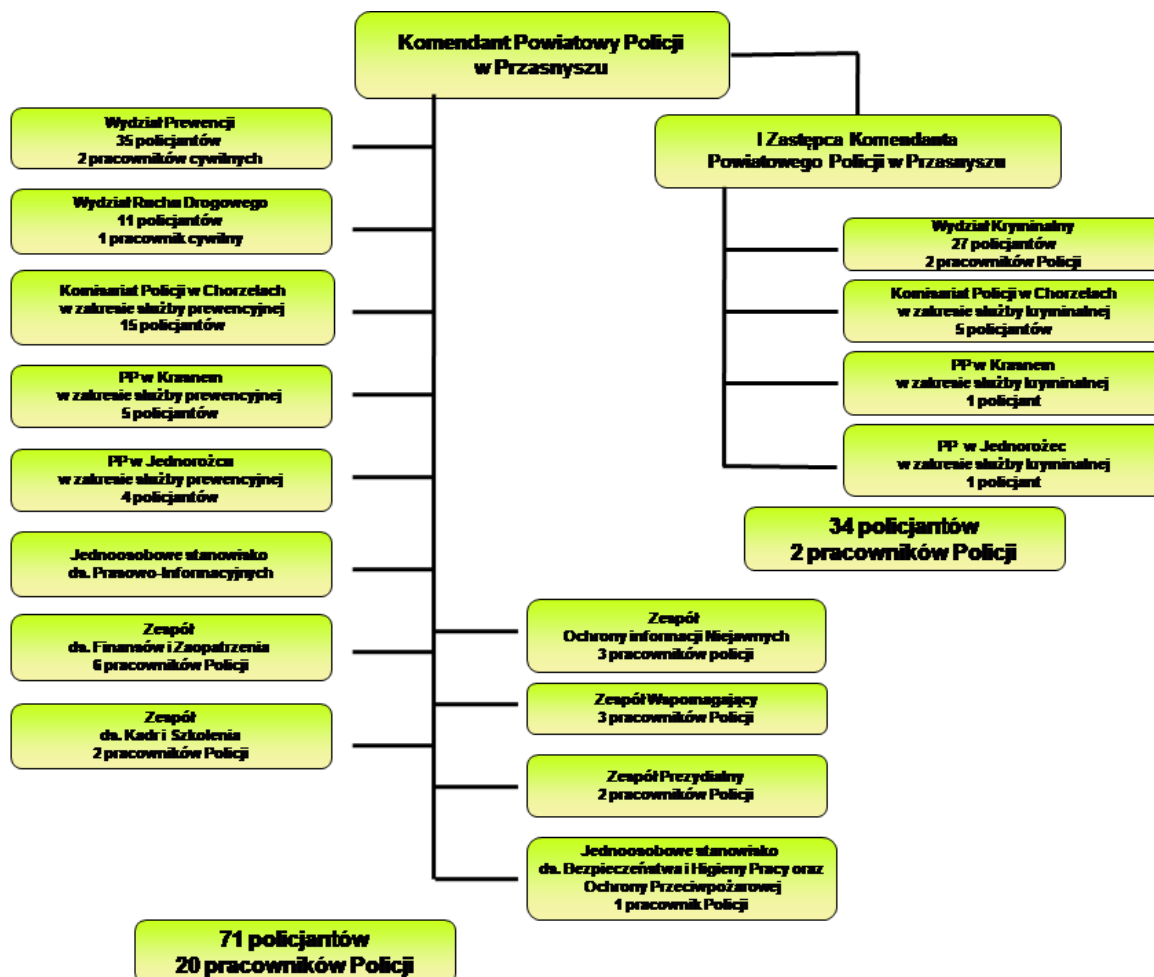 Komendant Powiatowy Policji
w Przasnyszu
Wydział Prewencji
35 policjantów
2 pracowników cywilnych
Wydział Ruchu Drogowego
11 policjantów
1 pracownik cywilny
Komisariat Policji w Chorzelach
w zakresie służby prewencyjnej
15 policjantów
PP w Krasnem
w zakresie służby prewencyjnej
5 policjantów
PP w Jednorożcu
w zakresie służby prewencyjnej
4 policjantów
Jednoosobowe stanowisko
ds. Prasowo-Informacyjnych
Zespół
ds. Finansów i Zaopatrzenia
6 pracowników Policji
Zespół
ds. Kadr i Szkolenia
2 pracowników Policji
I Zastępca Komendanta
Powiatowego Policji w Przasnyszu
Wydział Kryminalny
27 policjantów
2 pracowników Policji
Komisariat Policji w Chorzelach
w zakresie służby kryminalnej
5 policjantów
PP w Krasnem
w zakresie służby kryminalnej
1 policjant
PP w Jednorożec
w zakresie służby kryminalnej
1 policjant
34 policjantów
2 pracowników Policji
Zespół
Ochrony informacji Niejawnych
3 pracowników policji
Zespół Wspomagający
3 pracowników Policji
Zespół Prezydialny
2 pracowników Policji
Jednoosobowe stanowisko
ds. Bezpieczeństwa i Higieny Pracy oraz
Ochrony Przeciwpożarowej
1 pracownik Policji
71 policjantów
20 pracowników Policji